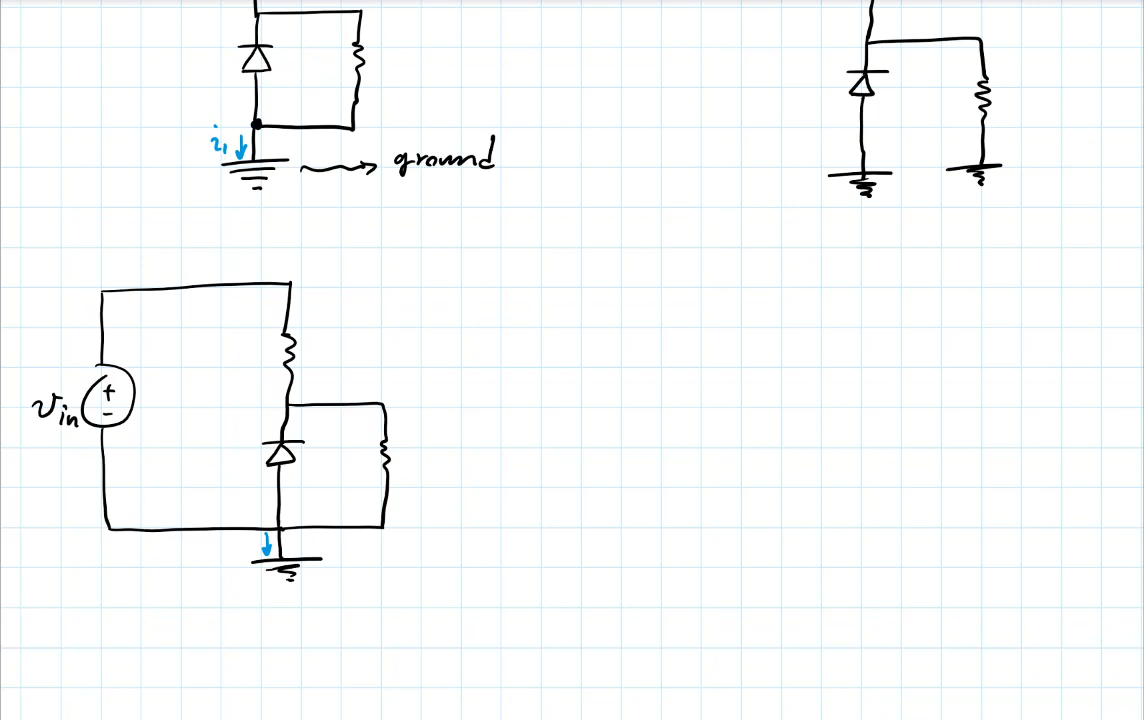 i₁
ground
v_in
+
-